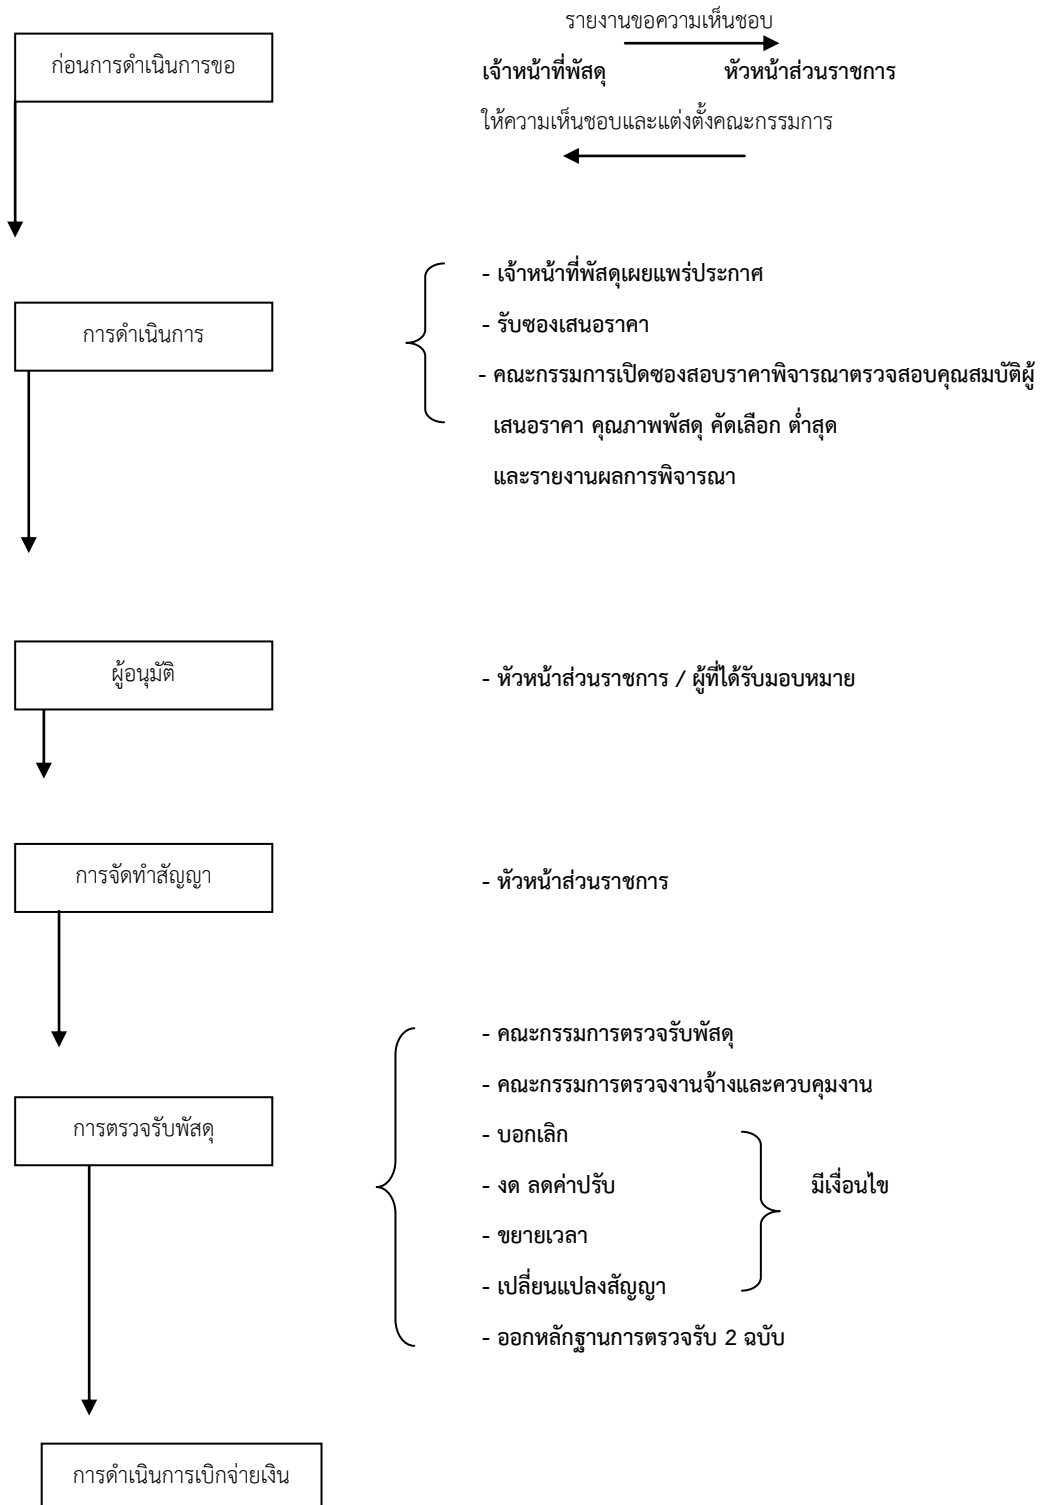 รายงานขอความเห็นชอบ
ก่อนการดำเนินการขอ
เจ้าหน้าที่พัสดุ หัวหน้าส่วนราชการ
ให้ความเห็นชอบและแต่งตั้งคณะกรรมการ
- เจ้าหน้าที่พัสดุเผยแพร่ประกาศ
การดำเนินการ
- รับซองเสนอราคา
- คณะกรรมการเปิดซองสอบราคาพิจารณาตรวจสอบคุณสมบัติผู้
เสนอราคา คุณภาพพัสดุ คัดเลือก ต่ำสุด
และรายงานผลการพิจารณา
ผู้อนุมัติ
- หัวหน้าส่วนราชการ / ผู้ที่ได้รับมอบหมาย
การจัดทำสัญญา
- หัวหน้าส่วนราชการ
- คณะกรรมการตรวจรับพัสดุ
- คณะกรรมการตรวจงานจ้างและควบคุมงาน
การตรวจรับพัสดุ
- บอกเลิก
- งด ลดค่าปรับ มีเงื่อนไข
- ขยายเวลา
- เปลี่ยนแปลงสัญญา
- ออกหลักฐานการตรวจรับ 2 ฉบับ
การดำเนินการเบิกจ่ายเงิน